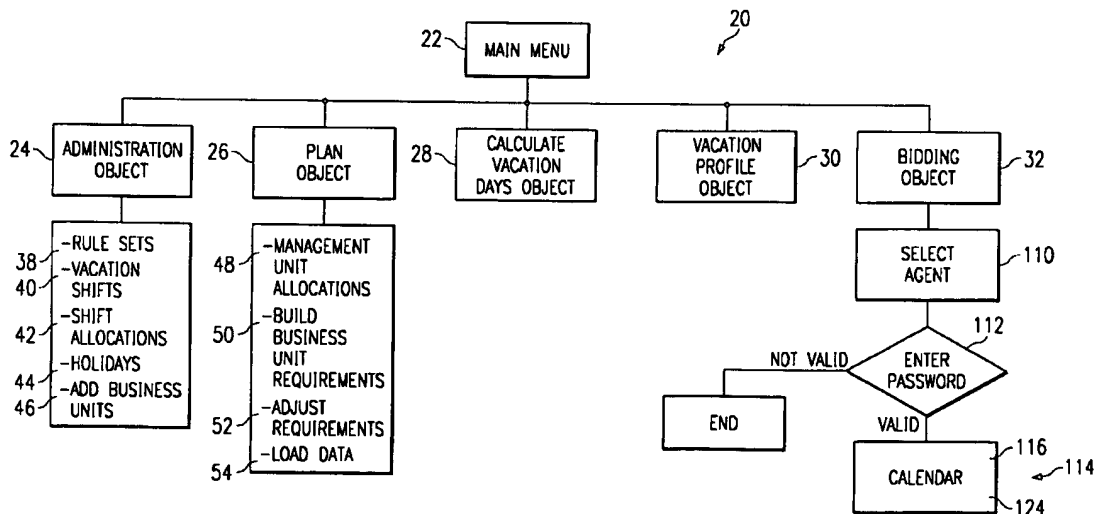 20
22
MAIN MENU
24
ADMINISTRATION
OBJECT
26
PLAN
OBJECT
28
CALCULATE
VACATION
DAYS OBJECT
VACATION
PROFILE
OBJECT
30
BIDDING
OBJECT
32
-RULE SETS
38
-VACATION
SHIFTS
40
-SHIFT
ALLOCATIONS
42
-HOLIDAYS
44
-ADD BUSINESS
UNITS
46
-MANAGEMENT
UNIT
ALLOCATIONS
48
-BUILD
BUSINESS
UNIT
REQUIREMENTS
50
-ADJUST
REQUIREMENTS
52
-LOAD DATA
54
SELECT
AGENT
110
112
ENTER
PASSWORD
NOT VALID
END
VALID
CALENDAR
116
124
114